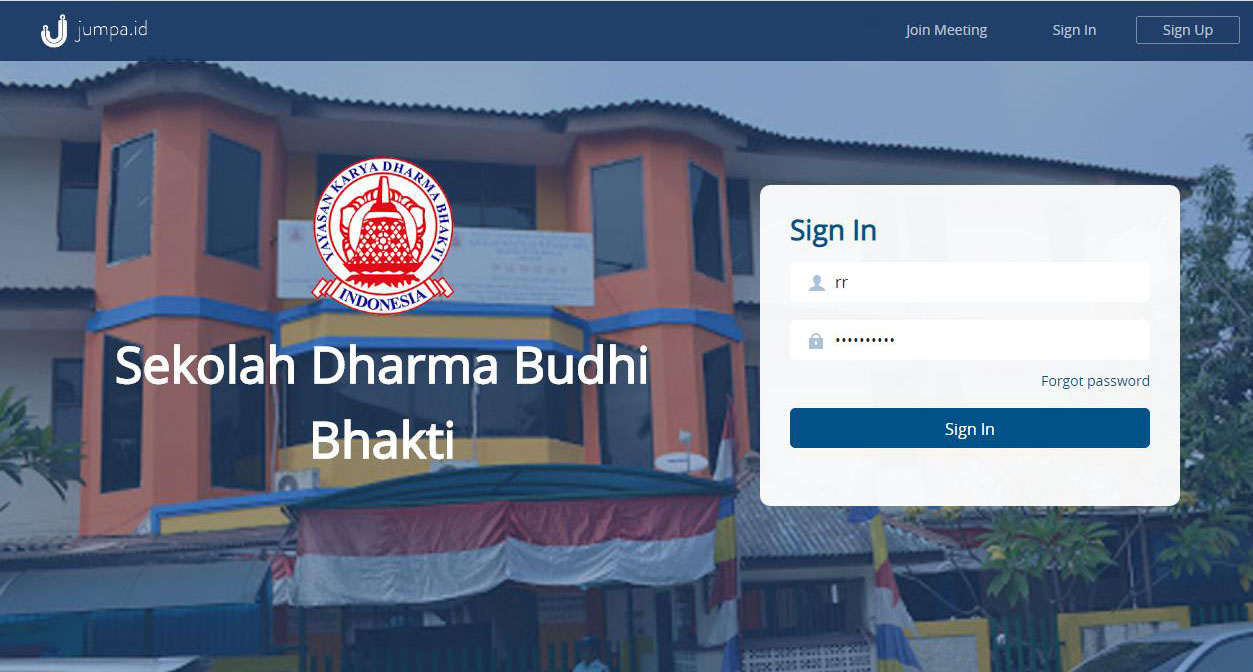 jumpa.id
Join Meeting
Sign In
Sign Up
YAYASAN KARYA DHARMA BHAKTI
INDONESIA
Sekolah Dharma Budhi
Bhakti
Sign In
rr
••••••••••
Forgot password
Sign In